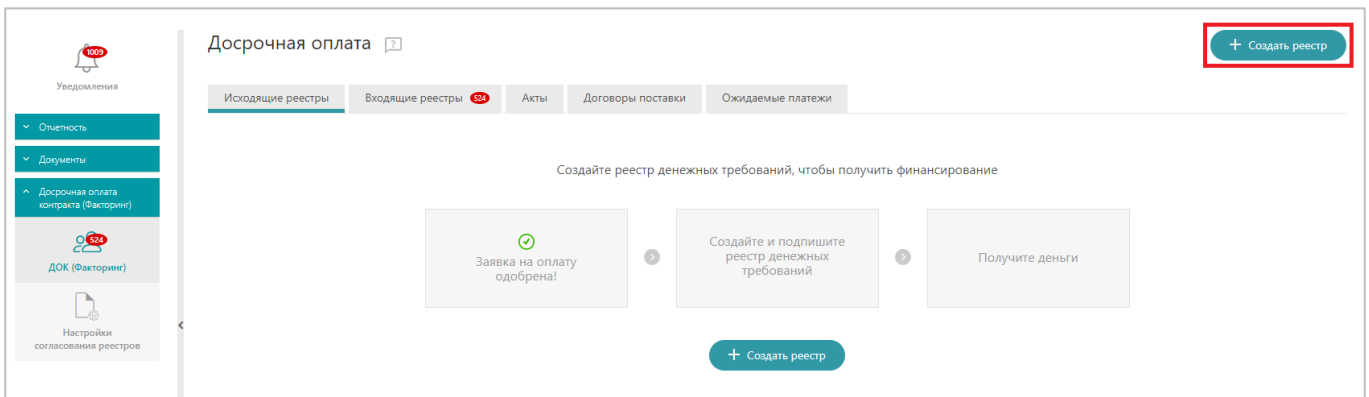 1009
Уведомления
Отчетность
Документы
Досрочная оплата
контракта (Факторинг)
524
ДОК (Факторинг)
Настройки
согласования реестров
Досрочная оплата ?
+ Создать реестр
Исходящие реестры Входящие реестры 524 Акты Договоры поставки Ожидаемые платежи
Создайте реестр денежных требований, чтобы получить финансирование
Заявка на оплату
одобрена!
Создайте и подпишите
реестр денежных
требований
Получите деньги
+ Создать реестр